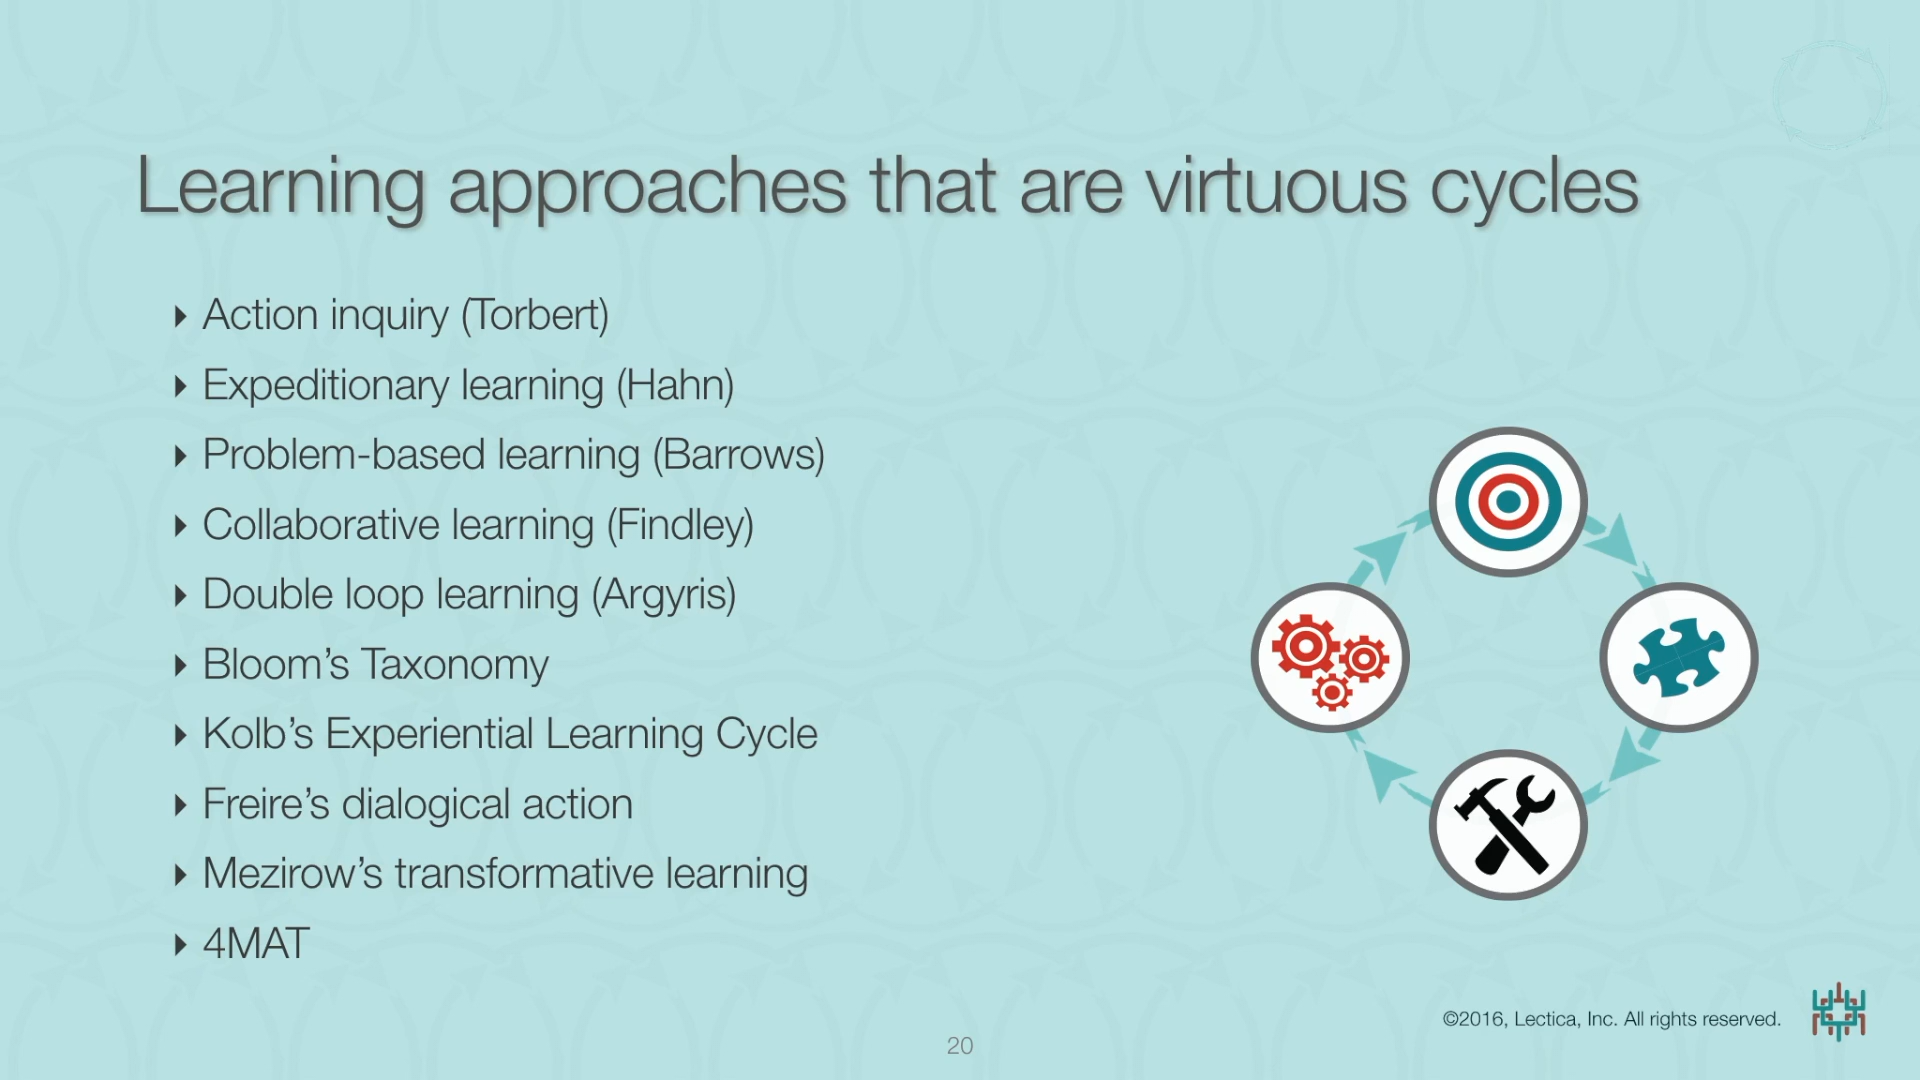 Learning approaches that are virtuous cycles
‣ Action inquiry (Torbert)
‣ Expeditionary learning (Hahn)
‣ Problem-based learning (Barrows)
‣ Collaborative learning (Findley)
‣ Double loop learning (Argyris)
‣ Bloom’s Taxonomy
‣ Kolb’s Experiential Learning Cycle
‣ Freire’s dialogical action
‣ Mezirow’s transformative learning
‣ 4MAT
©2016, Lectica, Inc. All rights reserved.
20